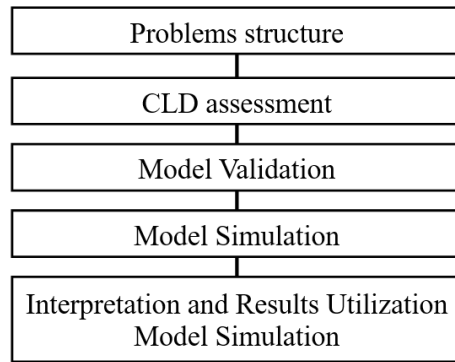 Problems structure
CLD assessment
Model Validation
Model Simulation
Interpretation and Results Utilization
Model Simulation